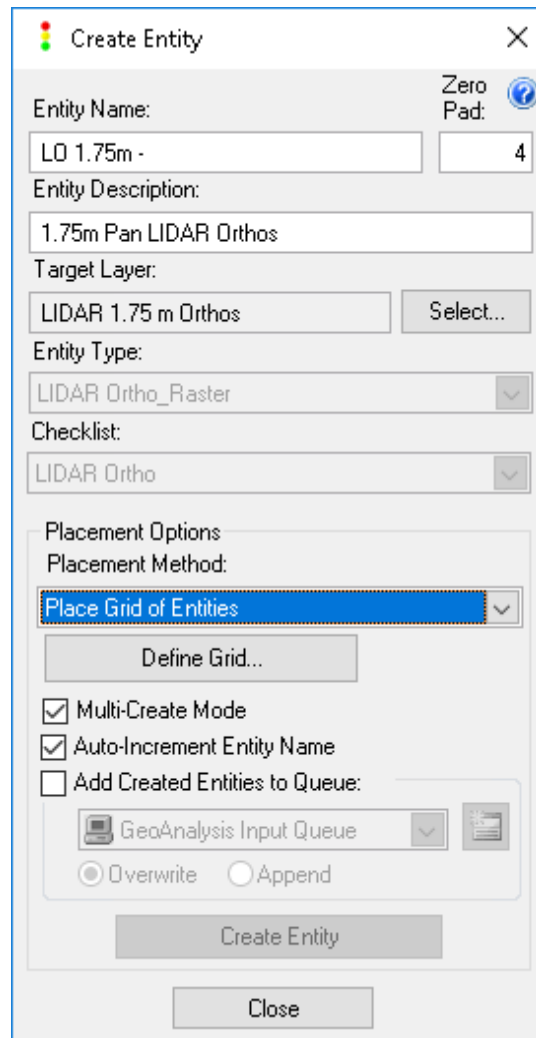 Create Entity
Zero
Pad:
Entity Name:
LO 1.75m -
4
Entity Description:
1.75m Pan LIDAR Orthos
Target Layer:
LIDAR 1.75 m Orthos
Select...
Entity Type:
LIDAR Ortho_Raster
Checklist:
LIDAR Ortho
Placement Options
Placement Method:
Place Grid of Entities
Define Grid...
Multi-Create Mode
Auto-Increment Entity Name
Add Created Entities to Queue:
GeoAnalysis Input Queue
Overwrite Append
Create Entity
Close